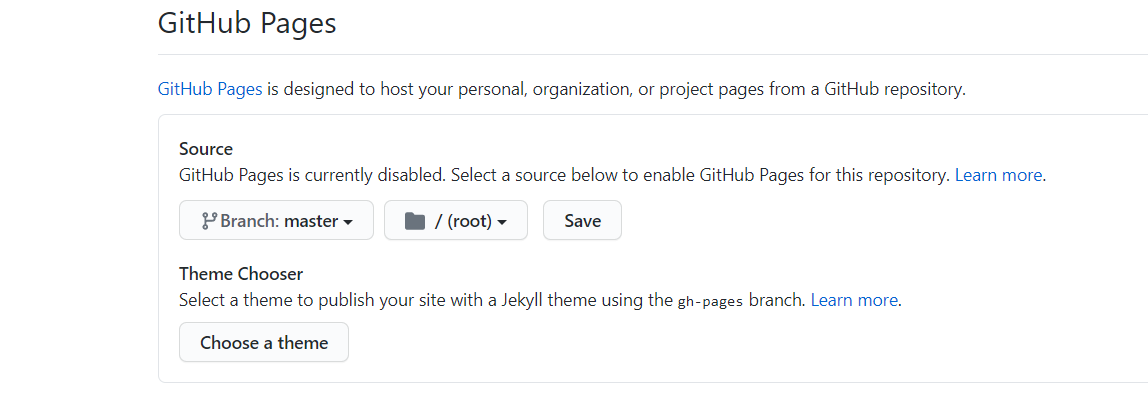 GitHub Pages
GitHub Pages is designed to host your personal, organization, or project pages from a GitHub repository.
Source
GitHub Pages is currently disabled. Select a source below to enable GitHub Pages for this repository. Learn more.
Branch: master / (root) Save
Theme Chooser
Select a theme to publish your site with a Jekyll theme using the gh-pages branch. Learn more.
Choose a theme